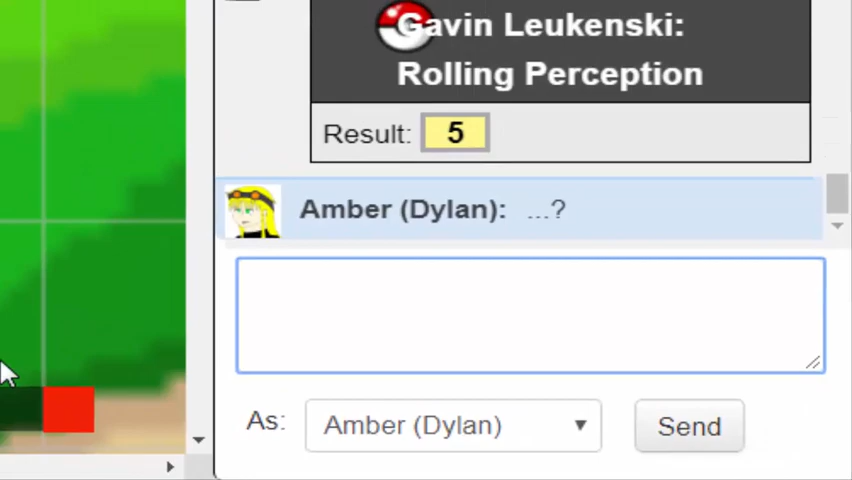 Gavin Leukenski:
Rolling Perception
Result: 5
Amber (Dylan): ...?
As: Amber (Dylan) Send